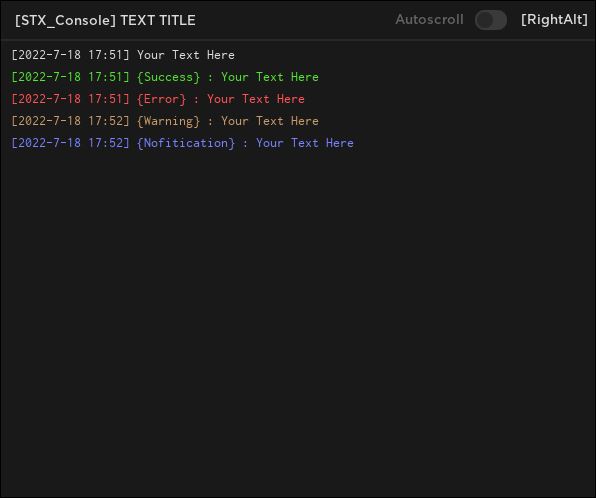 [STX_Console] TEXT TITLE Autoscroll [RightAlt]
[2022-7-18 17:51] Your Text Here
[2022-7-18 17:51] {Success} : Your Text Here
[2022-7-18 17:51] {Error} : Your Text Here
[2022-7-18 17:52] {Warning} : Your Text Here
[2022-7-18 17:52] {Nofitication} : Your Text Here